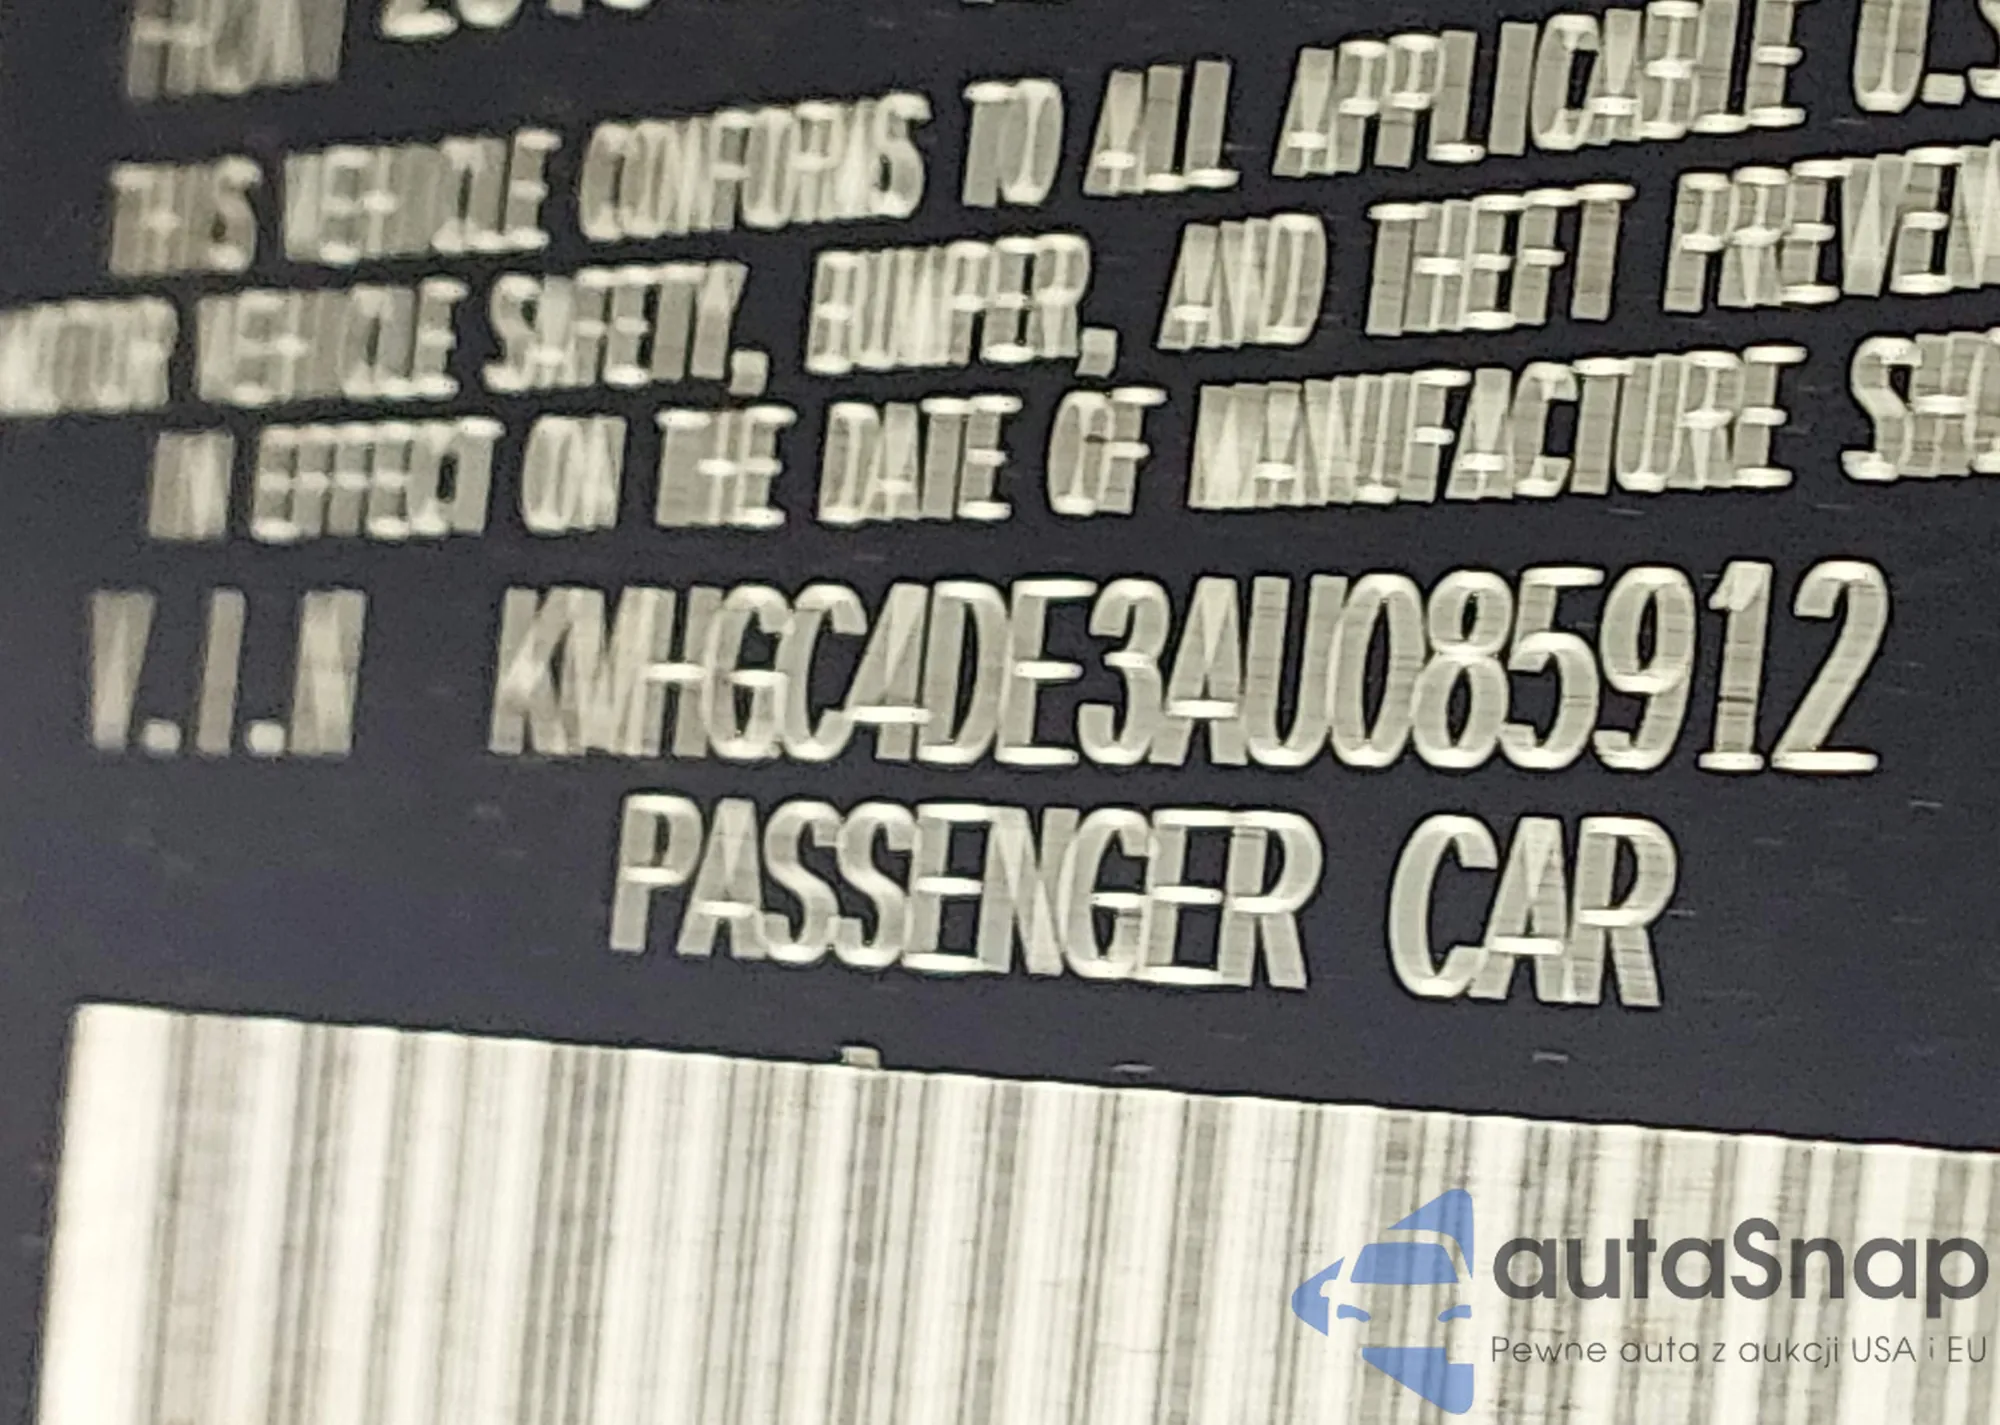 THIS VEHICLE CONFORMS TO ALL APPLICABLE U.S
MOTOR VEHICLE SAFETY, BUMPER, AND THEFT PREVEN
IN EFFECT ON THE DATE OF MANUFACTURE SHO
V.I.N KMHGC4DE3AU085912
PASSENGER CAR
autaSnap
Pewne auta z aukcji USA i EU